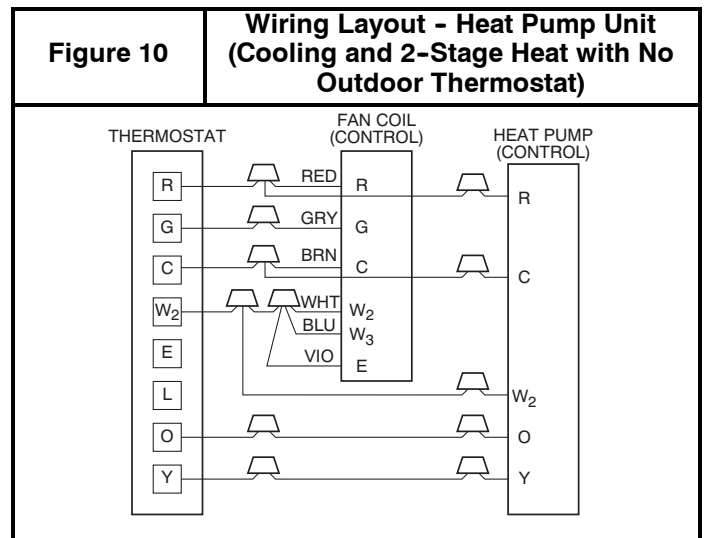 Figure 10
Wiring Layout - Heat Pump Unit
(Cooling and 2-Stage Heat with No
Outdoor Thermostat)
THERMOSTAT
FAN COIL
(CONTROL)
HEAT PUMP
(CONTROL)
R
RED
R
R
G
GRY
G
C
BRN
C
C
W2
WHT
W2
BLU
W3
E
VIO
E
L
W2
O
O
Y
Y